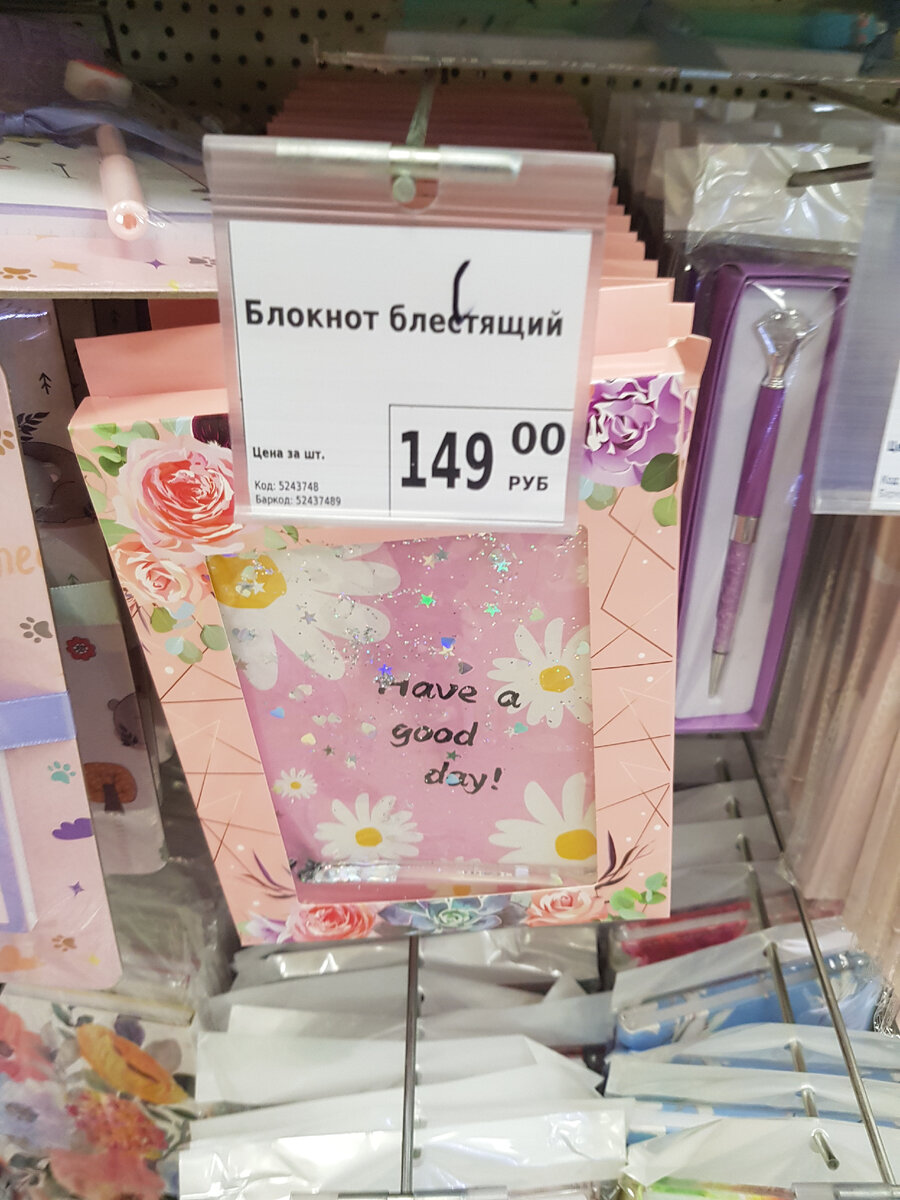 Блокнот блестящий
Цена за шт.
149 00
РУБ
Код: 5243748
Баркод: 52437489
Have a
good
day!